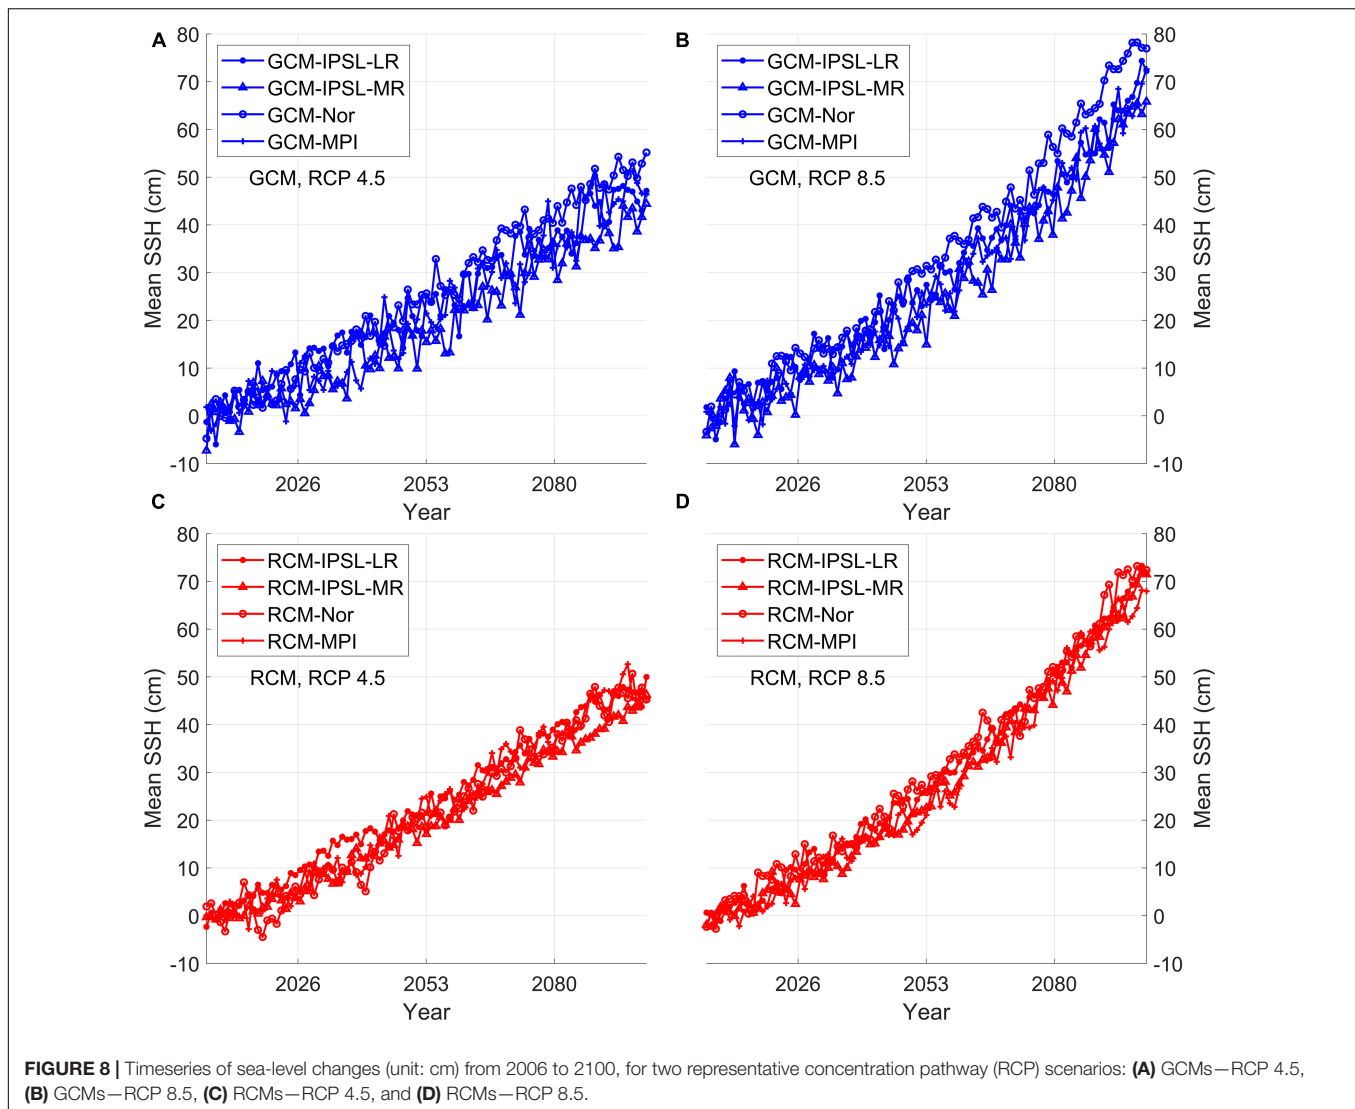 A
80
70
60
50
40
30
20
10
0
-10
Mean SSH (cm)
GCM-IPSL-LR
GCM-IPSL-MR
GCM-Nor
GCM-MPI
GCM, RCP 4.5
2026
2053
2080
Year
B
GCM-IPSL-LR
GCM-IPSL-MR
GCM-Nor
GCM-MPI
GCM, RCP 8.5
80
70
60
50
40
30
20
10
0
-10
Mean SSH (cm)
2026
2053
2080
Year
C
80
70
60
50
40
30
20
10
0
-10
Mean SSH (cm)
RCM-IPSL-LR
RCM-IPSL-MR
RCM-Nor
RCM-MPI
RCM, RCP 4.5
2026
2053
2080
Year
D
RCM-IPSL-LR
RCM-IPSL-MR
RCM-Nor
RCM-MPI
RCM, RCP 8.5
80
70
60
50
40
30
20
10
0
-10
Mean SSH (cm)
2026
2053
2080
Year
FIGURE 8 | Timeseries of sea-level changes (unit: cm) from 2006 to 2100, for two representative concentration pathway (RCP) scenarios: (A) GCMs—RCP 4.5,
(B) GCMs—RCP 8.5, (C) RCMs—RCP 4.5, and (D) RCMs—RCP 8.5.